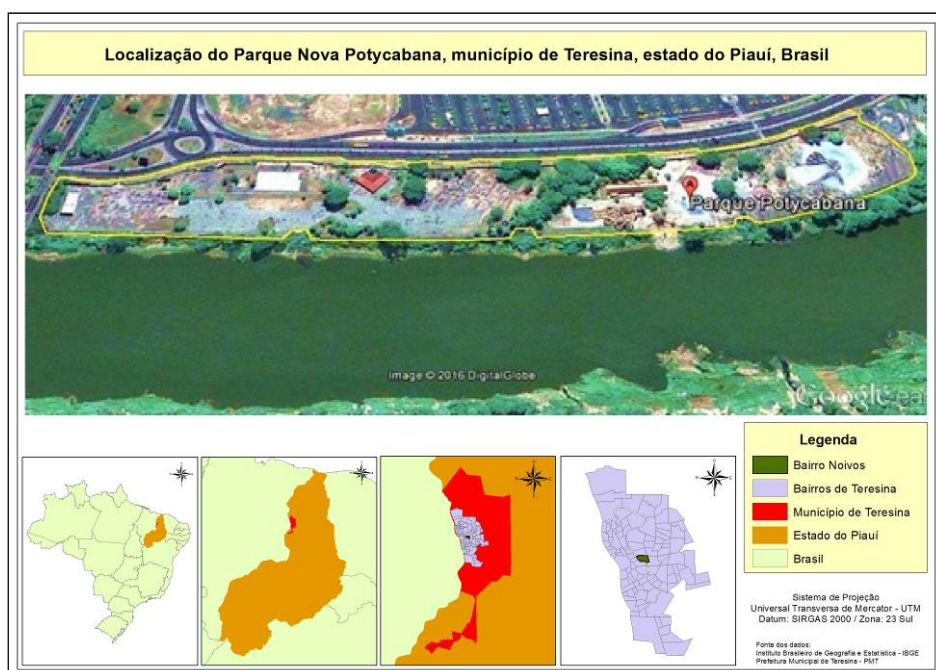 Localização do Parque Nova Potycabana, município de Teresina, estado do Piauí, Brasil
Parque Potycabana
Image © 2016 DigitalGlobe
Google ea
Legenda
Bairro Noivos
Bairros de Teresina
Município de Teresina
Estado do Piauí
Brasil
Sistema de Projeção
Universal Transversa de Mercator - UTM
Datum: SIRGAS 2000 / Zona: 23 Sul
Fonte dos dados:
Instituto Brasileiro de Geografia e Estatística - IBGE
Prefeitura Municipal de Teresina - PMT